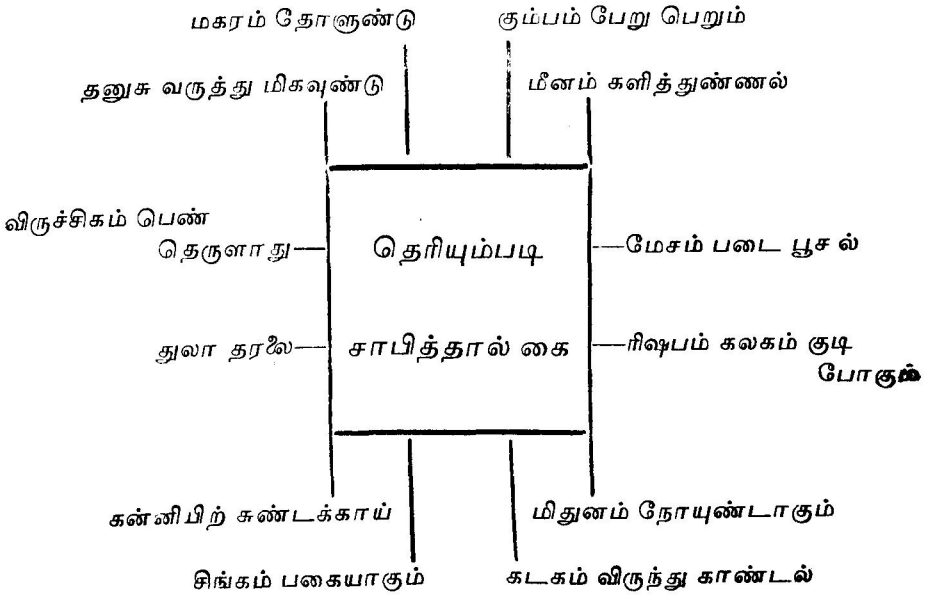 மகரம் தோளுண்டு கும்பம் பேறு பெறும்
தனுசு வருத்து மிகவுண்டு மீனம் களித்துண்ணல்
விருச்சிகம் பெண்
தெருளாது தெரியும்படி மேசம் படை பூசல்
துலா தரலை சாபித்தால் கை ரிஷபம் கலகம் குடி
போகும்
கன்னிபிற் சுண்டக்காய் மிதுனம் நோயுண்டாகும்
சிங்கம் பகையாகும் கடகம் விருந்து காண்டல்